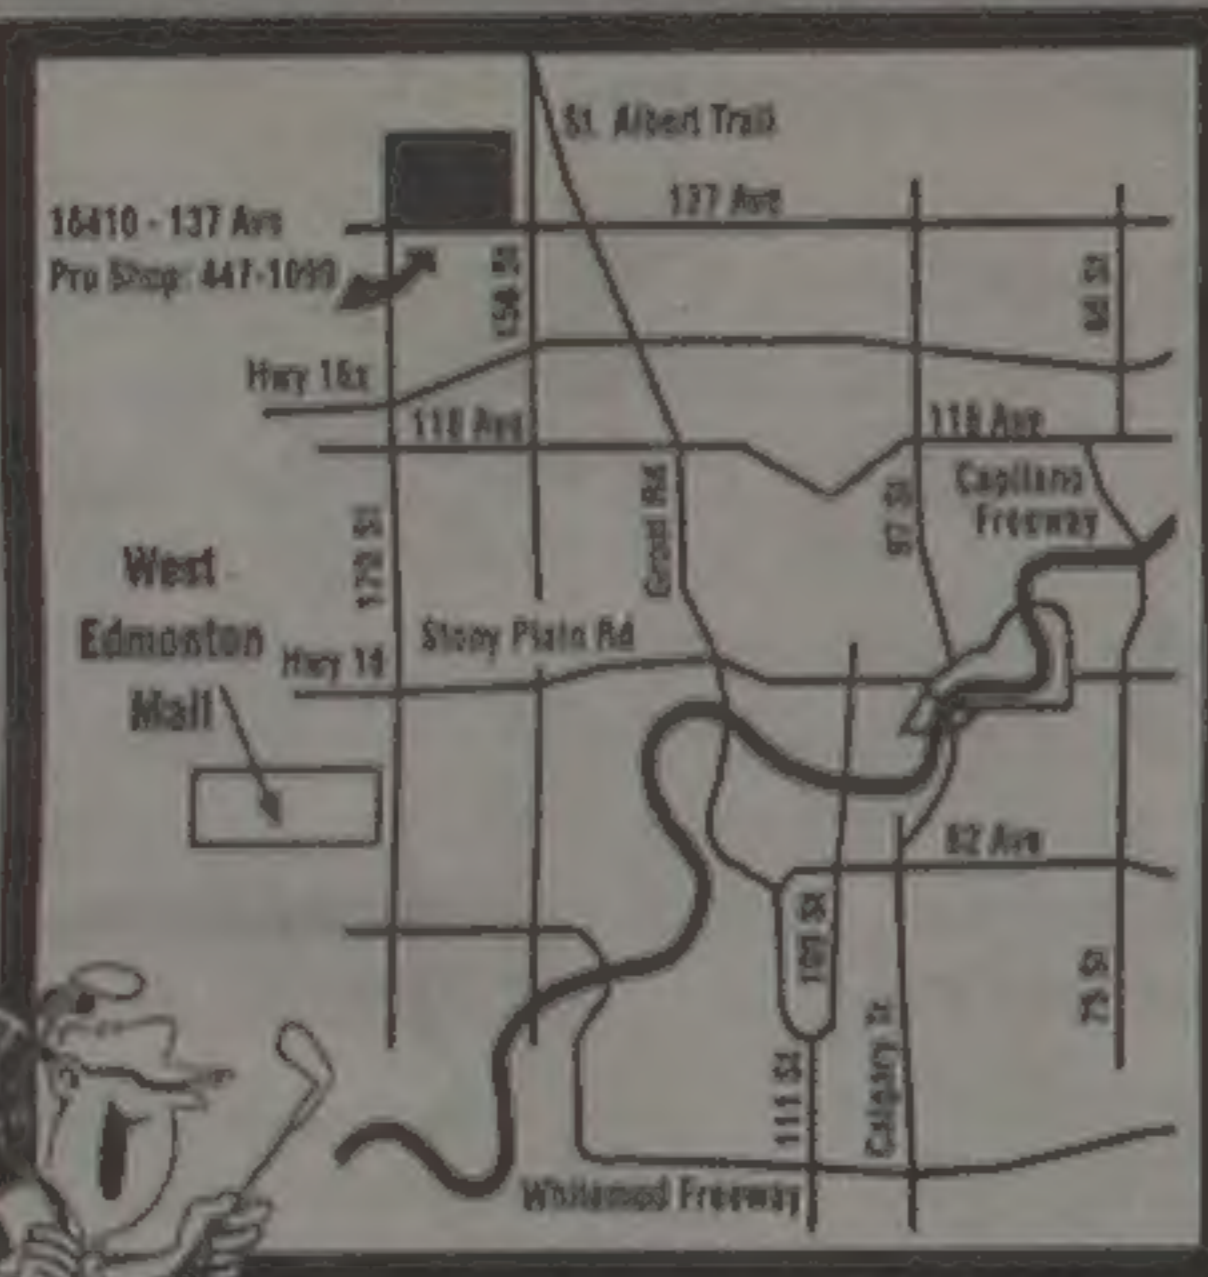 St. Albert Trail
137 Ave
16410 - 137 Ave
Pro Shop: 447-1099
156 St
Hwy 16x
118 Ave
118 Ave
Capilano
Freeway
97 St
Groat Rd
170 St
West
Edmonton
Mall
Hwy 16
Stony Plain Rd
82 Ave
109 St
75 St
Calgary Tr
111 St
Whitemud Freeway